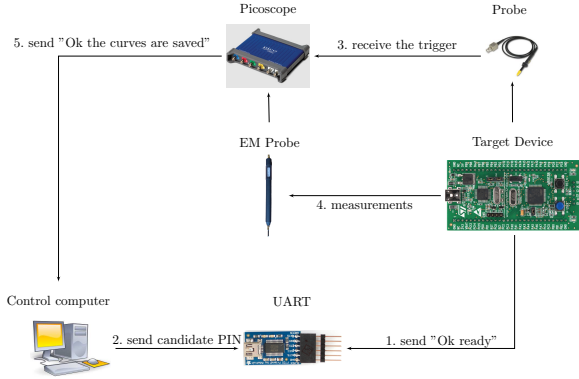 Picoscope
Probe
5. send "Ok the curves are saved"
3. receive the trigger
EM Probe
Target Device
4. measurements
Control computer
UART
2. send candidate PIN
1. send "Ok ready"